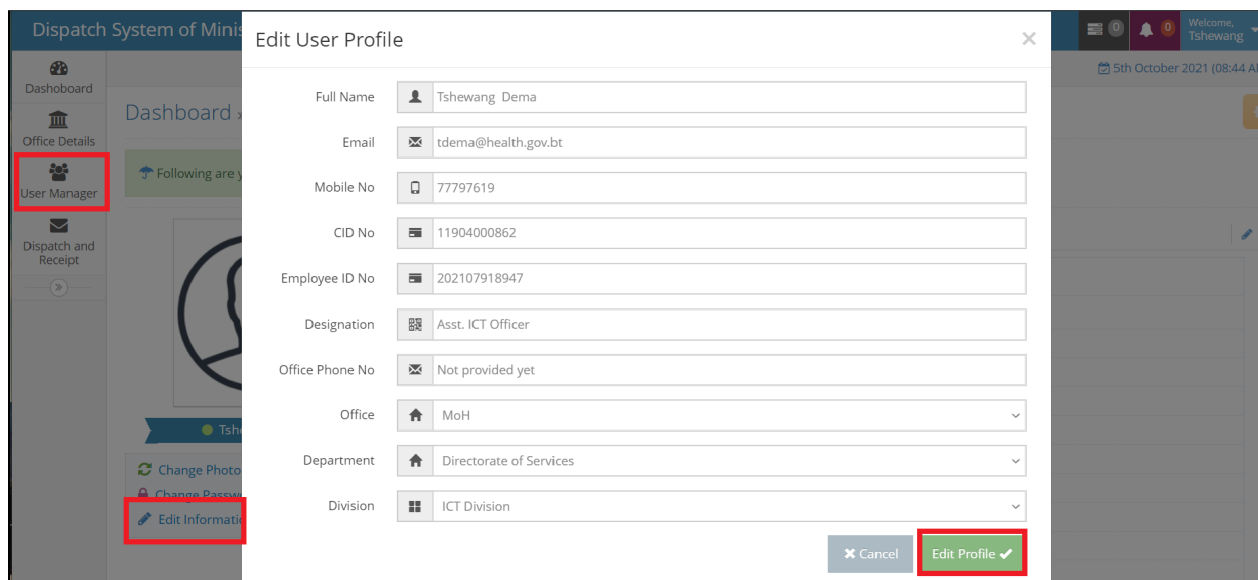 Dispatch System of Minis
0
0
Welcome,
Tshewang
5th October 2021 (08:44 A
Dashoboard
Office Details
User Manager
Dispatch and
Receipt
Dashboard »
Following are y
Tshe
Change Photo
Change Passw
Edit Informati
Edit User Profile
Full Name Tshewang Dema
Email tdema@health.gov.bt
Mobile No 77797619
CID No 11904000862
Employee ID No 202107918947
Designation Asst. ICT Officer
Office Phone No Not provided yet
Office MoH
Department Directorate of Services
Division ICT Division
Cancel Edit Profile